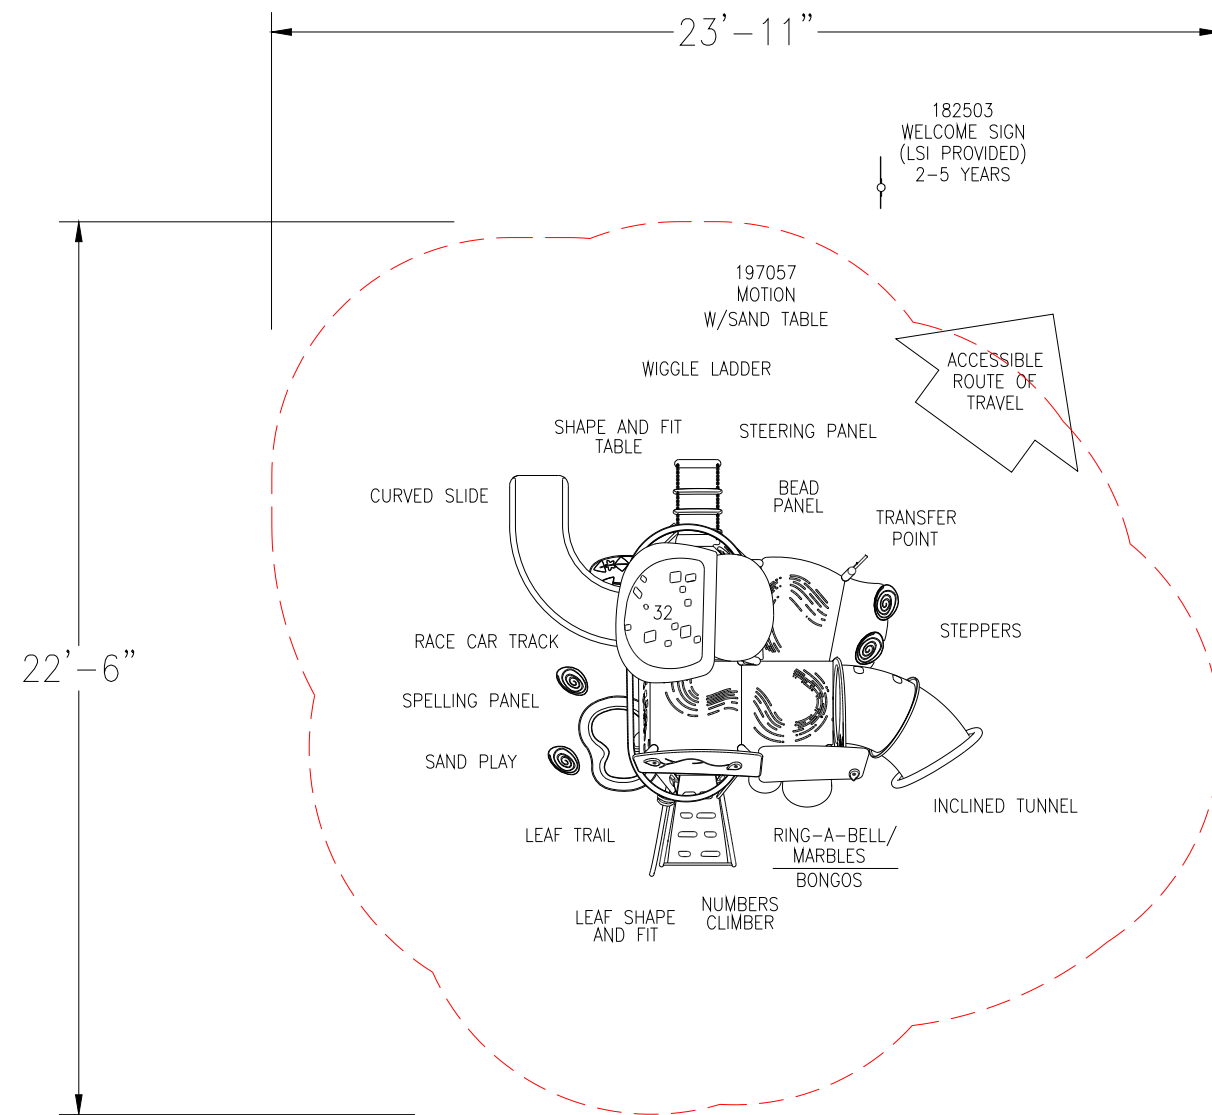 23'-11"
182503
WELCOME SIGN
(LSI PROVIDED)
2-5 YEARS
197057
MOTION
W/SAND TABLE
ACCESSIBLE
ROUTE OF
TRAVEL
WIGGLE LADDER
SHAPE AND FIT
TABLE
STEERING PANEL
CURVED SLIDE
BEAD
PANEL
TRANSFER
POINT
32
RACE CAR TRACK
STEPPERS
22'-6"
SPELLING PANEL
SAND PLAY
INCLINED TUNNEL
LEAF TRAIL
RING-A-BELL/
MARBLES
BONGOS
LEAF SHAPE
AND FIT
NUMBERS
CLIMBER